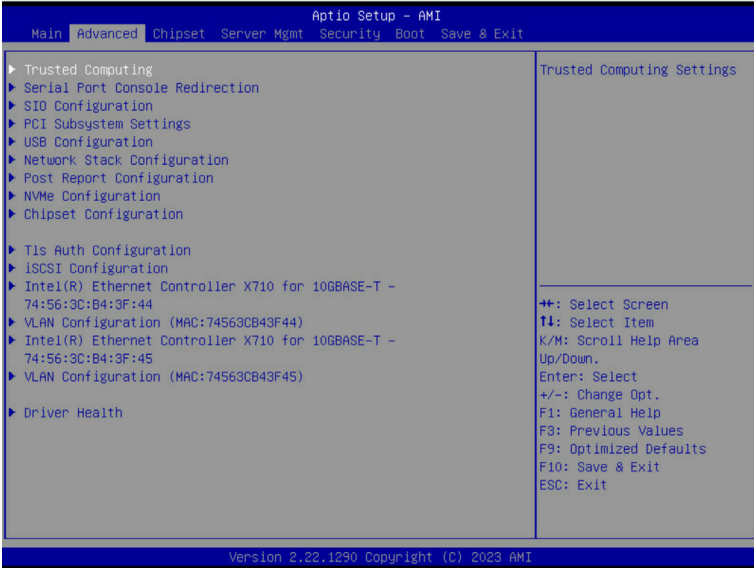 Aptio Setup – AMI
Main Advanced Chipset Server Mgmt Security Boot Save & Exit
Trusted Computing
Serial Port Console Redirection
SIO Configuration
PCI Subsystem Settings
USB Configuration
Network Stack Configuration
Post Report Configuration
NVMe Configuration
Chipset Configuration
Tls Auth Configuration
iSCSI Configuration
Intel(R) Ethernet Controller X710 for 10GBASE-T –
74:56:3C:B4:3F:44
VLAN Configuration (MAC:74563CB43F44)
Intel(R) Ethernet Controller X710 for 10GBASE-T –
74:56:3C:B4:3F:45
VLAN Configuration (MAC:74563CB43F45)
Driver Health
Trusted Computing Settings
→←: Select Screen
↑↓: Select Item
K/M: Scroll Help Area
Up/Down.
Enter: Select
+/-: Change Opt.
F1: General Help
F3: Previous Values
F9: Optimized Defaults
F10: Save & Exit
ESC: Exit
Version 2.22.1290 Copyright (C) 2023 AMI